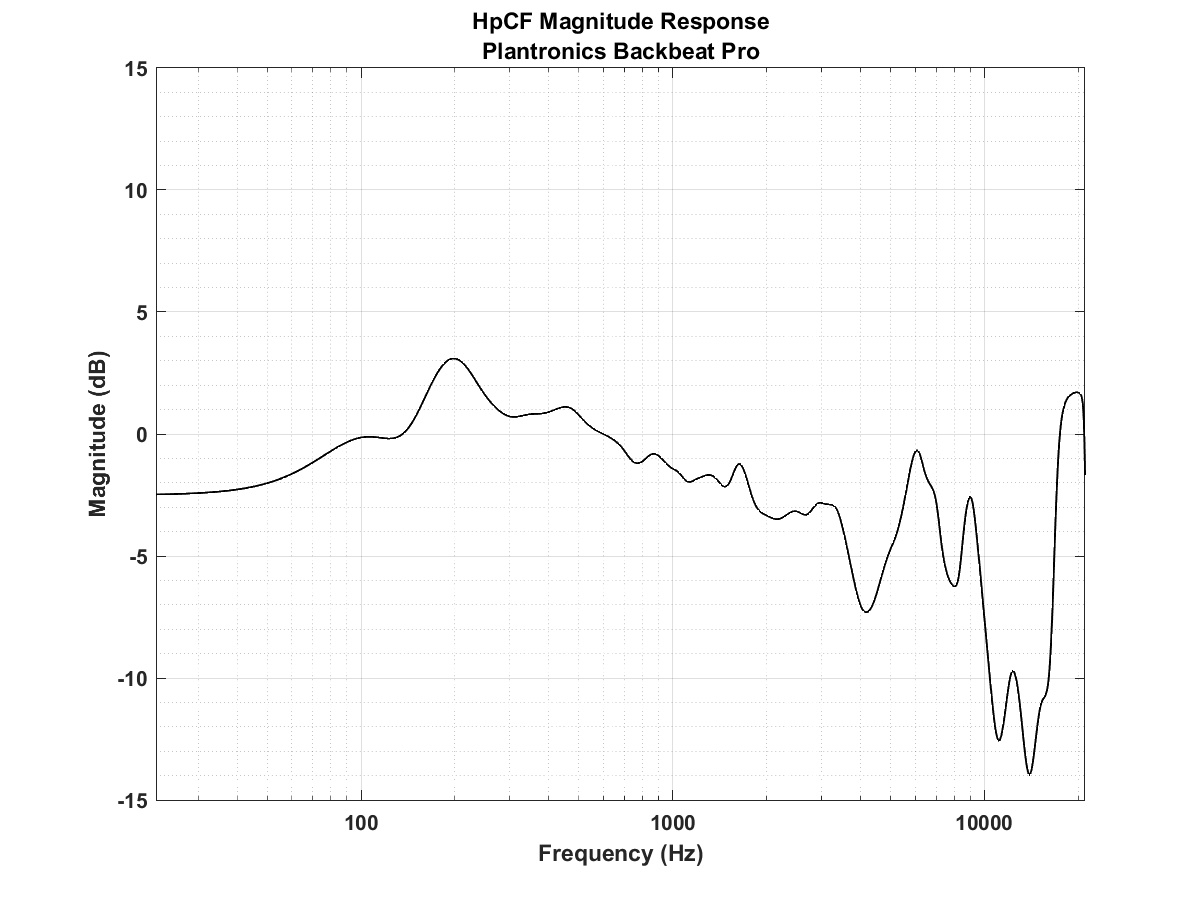 HpCF Magnitude Response
Plantronics Backbeat Pro
15
10
5
0
-5
-10
-15
Magnitude (dB)
100
1000
10000
Frequency (Hz)